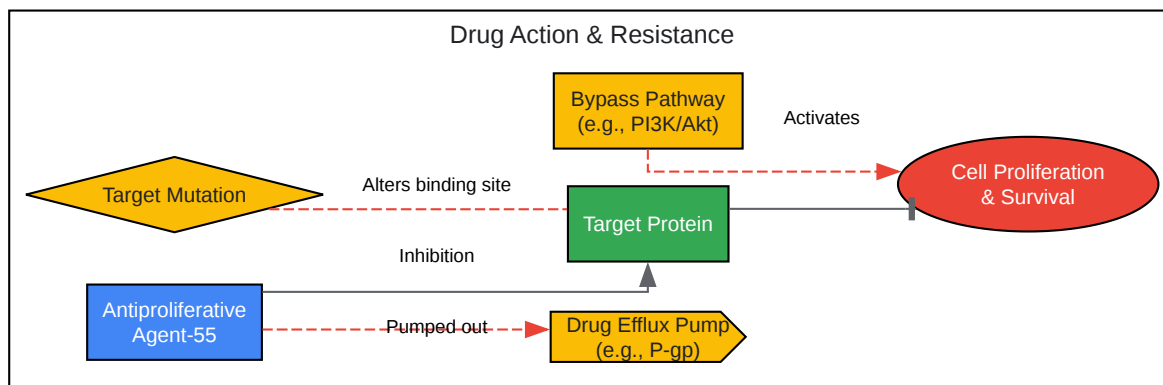 Drug Action & Resistance
Bypass Pathway
(e.g., PI3K/Akt)
Activates
Cell Proliferation
& Survival
Target Mutation
Alters binding site
Target Protein
Inhibition
Antiproliferative
Agent-55
Pumped out
Drug Efflux Pump
(e.g., P-gp)